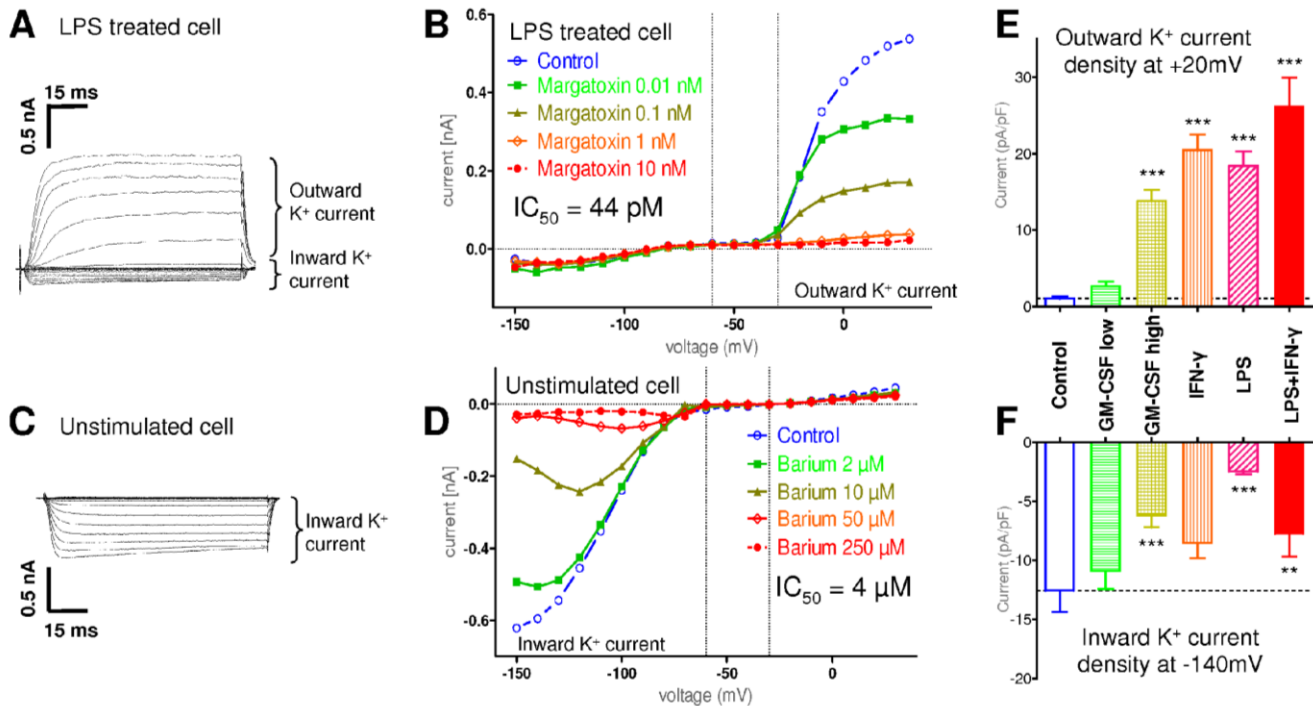 A
LPS treated cell
15 ms
0.5 nA
Outward
K⁺ current
Inward K⁺
current
B
LPS treated cell
Control
Margatoxin 0.01 nM
Margatoxin 0.1 nM
Margatoxin 1 nM
Margatoxin 10 nM
IC₅₀ = 44 pM
current [nA]
0.6
0.4
0.2
0.0
Outward K⁺ current
-150
-100
-50
0
voltage (mV)
C
Unstimulated cell
Inward K⁺
current
0.5 nA
15 ms
D
Unstimulated cell
Control
Barium 2 µM
Barium 10 µM
Barium 50 µM
Barium 250 µM
IC₅₀ = 4 µM
current [nA]
0.0
-0.2
-0.4
-0.6
Inward K⁺ current
-150
-100
-50
0
voltage (mV)
E
Outward K⁺ current
density at +20mV
Current (pA/pF)
30
20
10
0
***
***
***
***
Control
GM-CSF low
GM-CSF high
IFN-γ
LPS
LPS+IFN-γ
F
Current (pA/pF)
0
-5
-10
-15
-20
***
***
**
Inward K⁺ current
density at -140mV